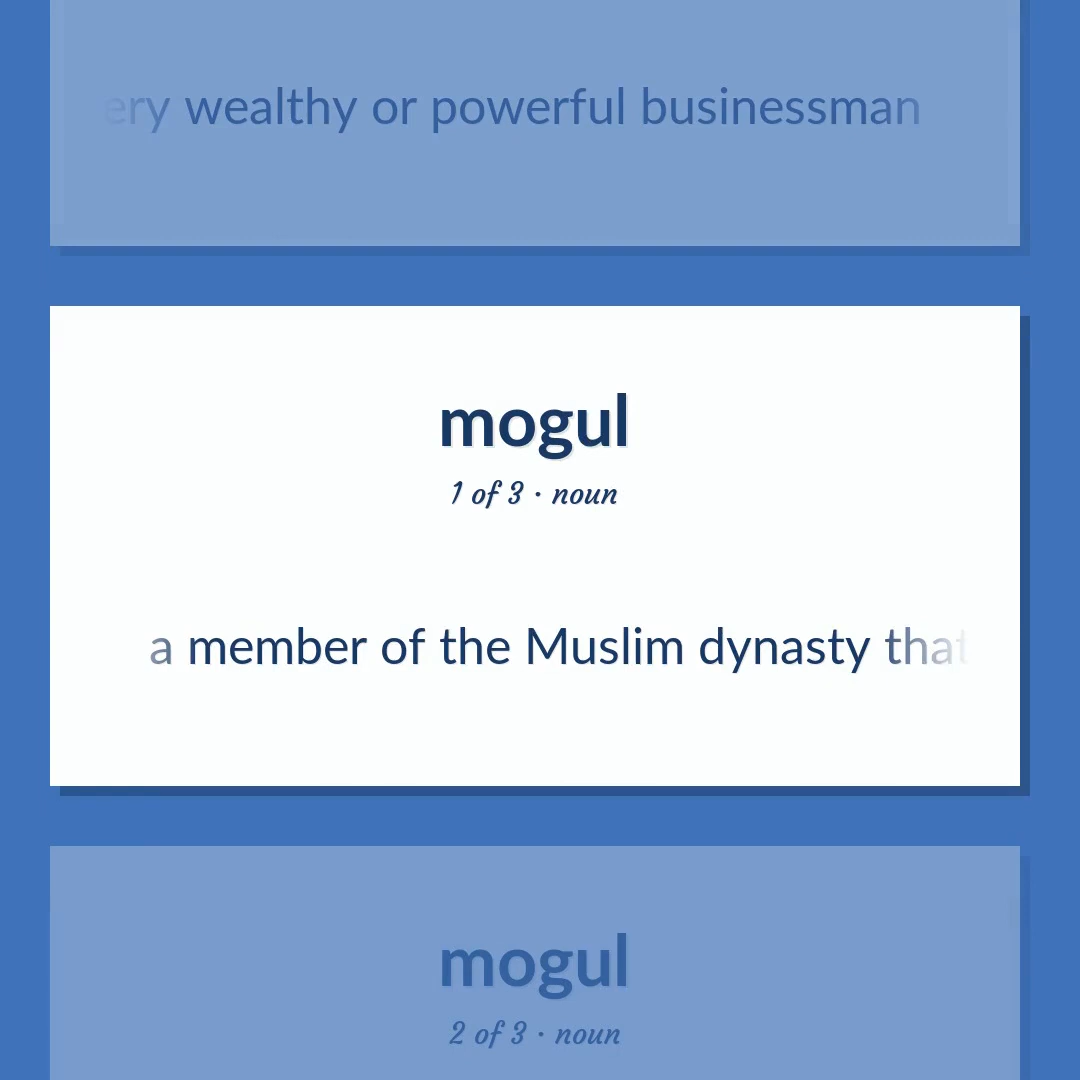 ery wealthy or powerful businessman
mogul
1 of 3 · noun
a member of the Muslim dynasty that
mogul
2 of 3 · noun